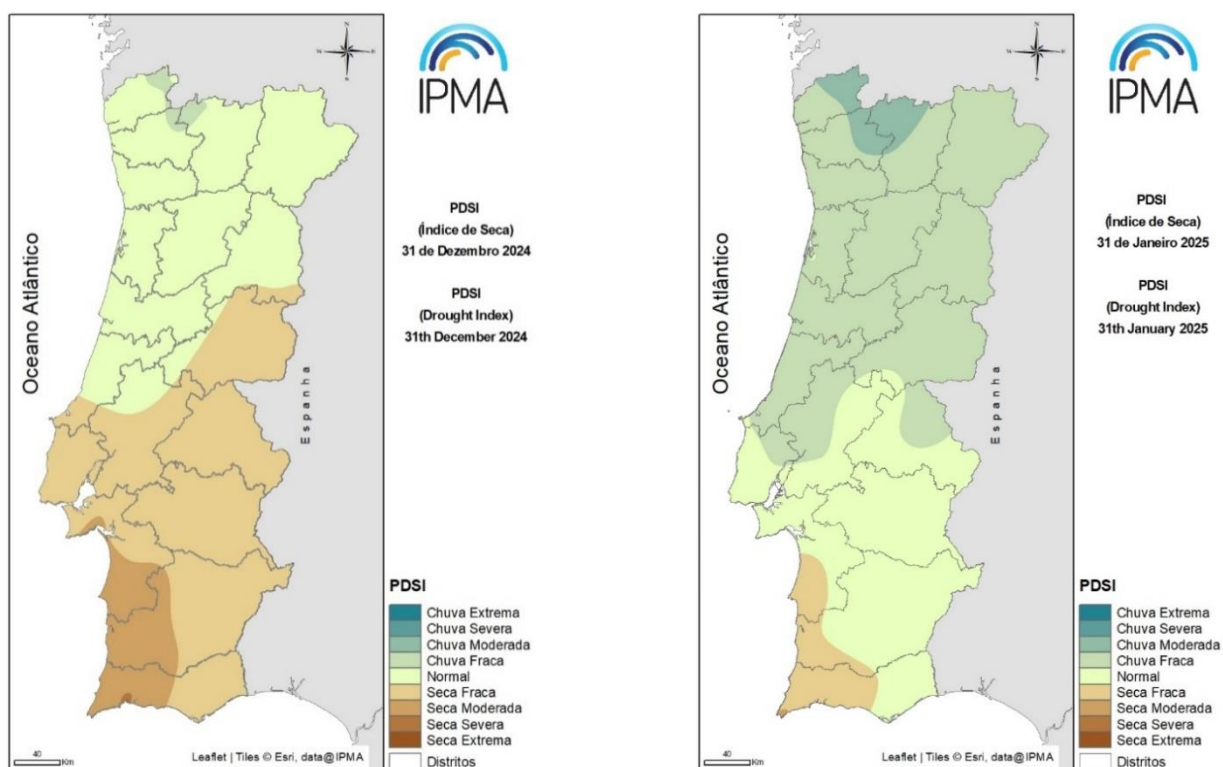 IPMA
N
E
S
W
Oceano Atlântico
PDSI
(Índice de Seca)
31 de Dezembro 2024
PDSI
(Drought Index)
31th December 2024
Espanha
PDSI
Chuva Extrema
Chuva Severa
Chuva Moderada
Chuva Fraca
Normal
Seca Fraca
Seca Moderada
Seca Severa
Seca Extrema
Distritos
40
Km
Leaflet | Tiles © Esri, data@IPMA
IPMA
N
E
S
W
Oceano Atlântico
PDSI
(Índice de Seca)
31 de Janeiro 2025
PDSI
(Drought Index)
31th January 2025
Espanha
PDSI
Chuva Extrema
Chuva Severa
Chuva Moderada
Chuva Fraca
Normal
Seca Fraca
Seca Moderada
Seca Severa
Seca Extrema
Distritos
40
Km
Leaflet | Tiles © Esri, data@IPMA